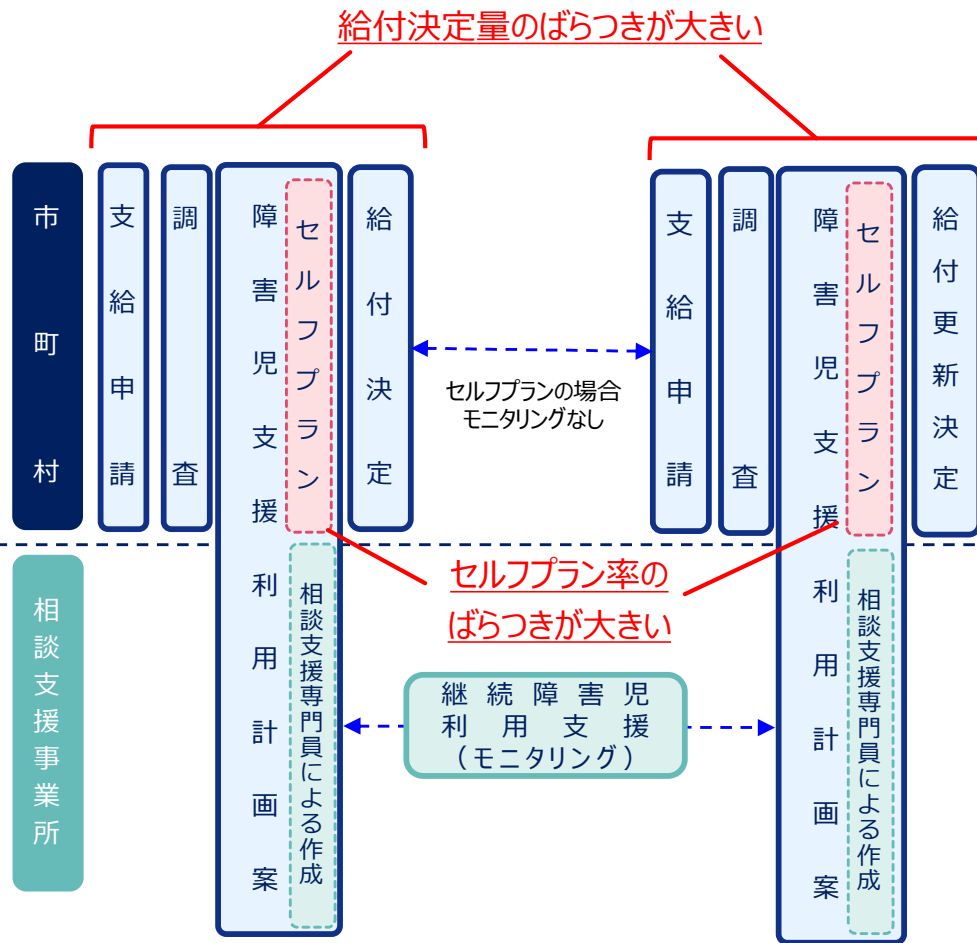 給付決定量のばらつきが大きい
市町村
支給申請
調査
障害児支援利用計画案
セルフプラン
相談支援専門員による作成
給付決定
セルフプランの場合
モニタリングなし
支給申請
調査
障害児支援利用計画案
セルフプラン
相談支援専門員による作成
給付更新決定
相談支援事業所
セルフプラン率の
ばらつきが大きい
継続障害児
利用支援
(モニタリング)